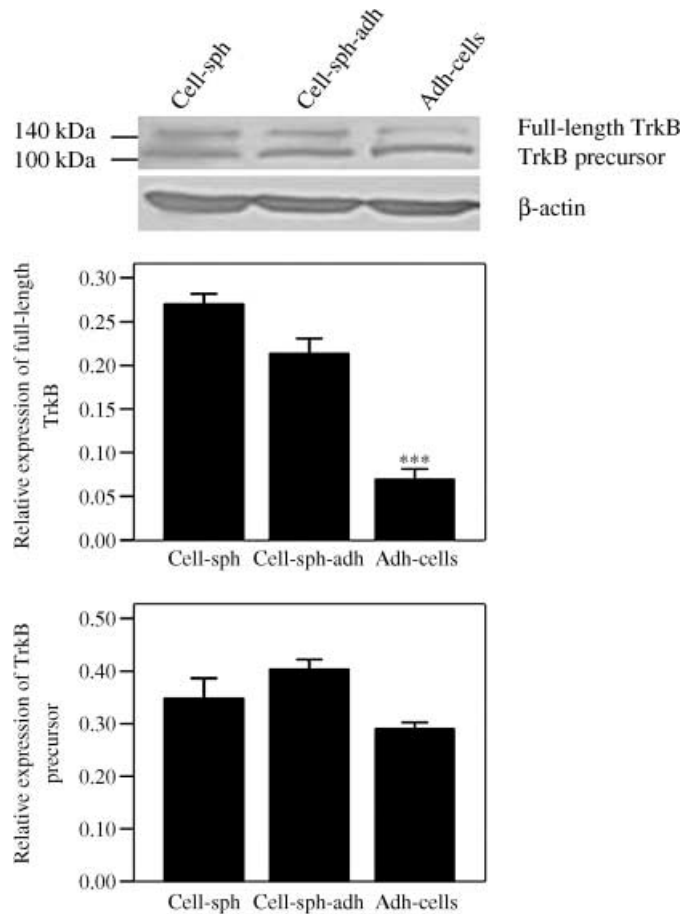 Cell-sph
Cell-sph-adh
Adh-cells
140 kDa
100 kDa
Full-length TrkB
TrkB precursor
β-actin
Relative expression of full-length
TrkB
0.30
0.25
0.20
0.15
0.10
0.05
0.00
***
Cell-sph Cell-sph-adh Adh-cells
Relative expression of TrkB
precursor
0.50
0.40
0.30
0.20
0.10
0.00
Cell-sph Cell-sph-adh Adh-cells